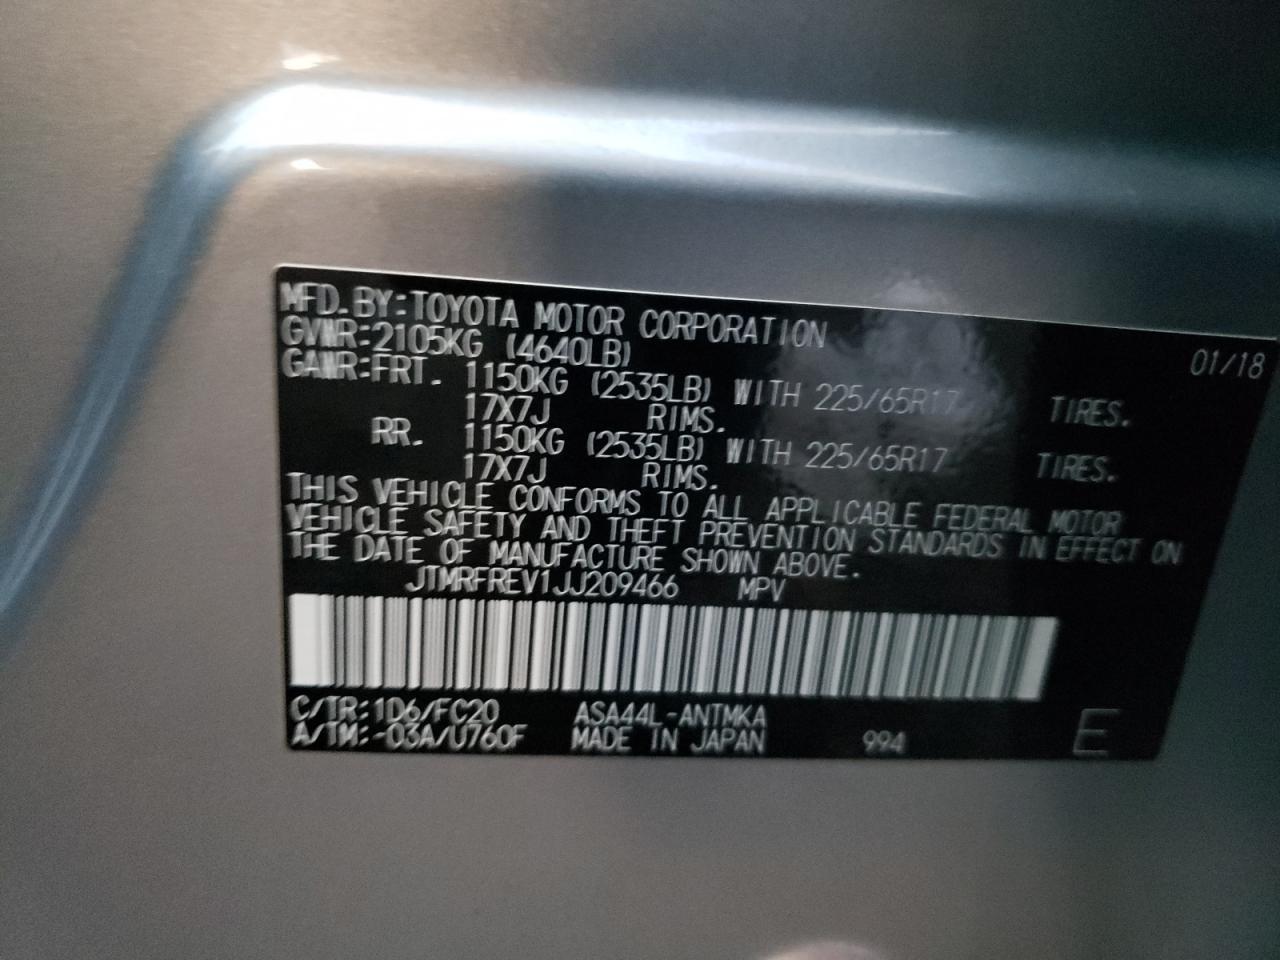 MFD. BY: TOYOTA MOTOR CORPORATION 01/18
GVWR: 2105KG (4640LB)
GAWR: FRT. 1150KG (2535LB) WITH 225/65R17 TIRES.
17X7J RIMS.
RR. 1150KG (2535LB) WITH 225/65R17 TIRES.
17X7J RIMS.
THIS VEHICLE CONFORMS TO ALL APPLICABLE FEDERAL MOTOR
VEHICLE SAFETY AND THEFT PREVENTION STANDARDS IN EFFECT ON
THE DATE OF MANUFACTURE SHOWN ABOVE.
JTMRFREV1JJ209466 MPV
C/TR: 1D6/FC20 ASA44L-ANTMKA
A/TM: -03A/U760F MADE IN JAPAN 994 E